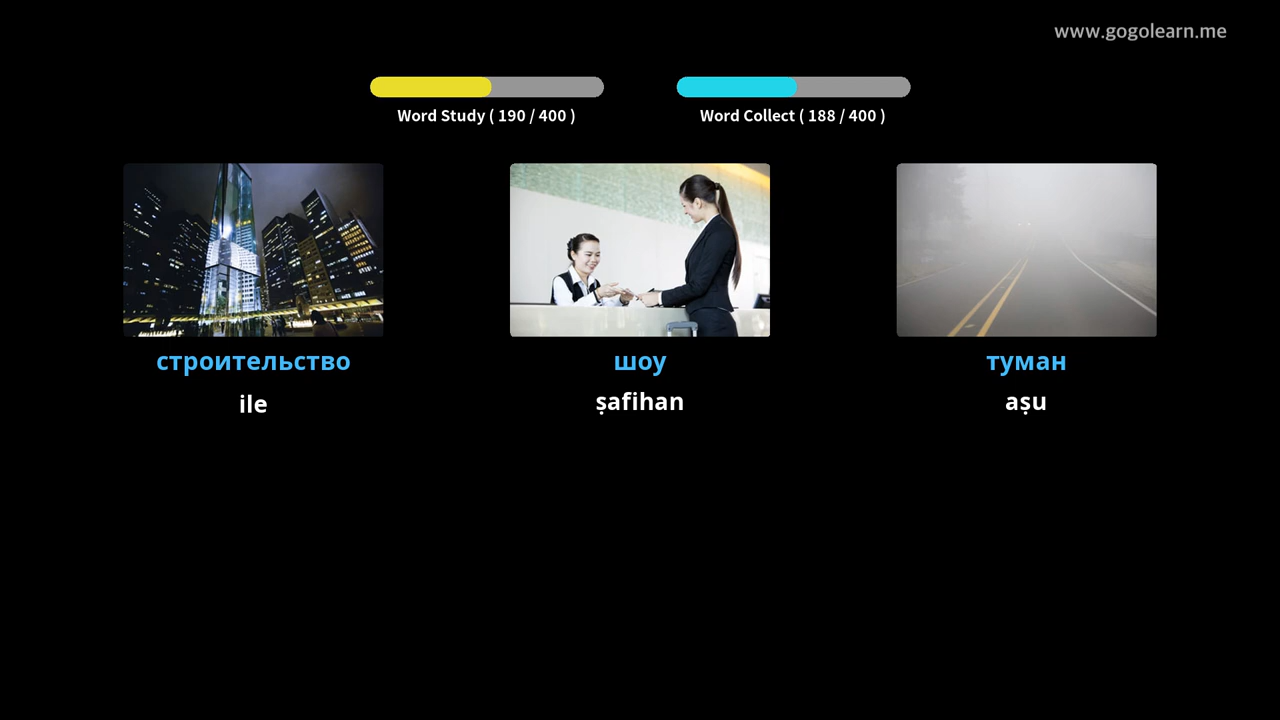 www.gogolearn.me
Word Study ( 190 / 400 )
Word Collect ( 188 / 400 )
строительство
шоу
туман
ile
ṣafihan
aṣu